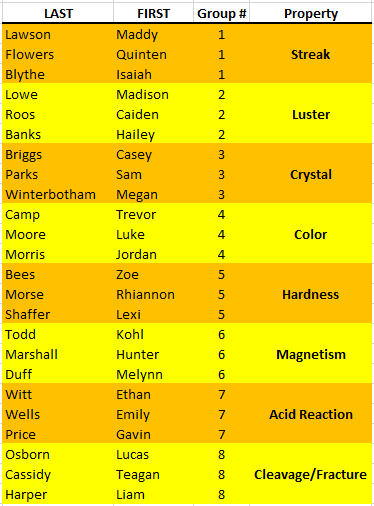 LAST FIRST Group # Property
Lawson Maddy 1
Flowers Quinten 1 Streak
Blythe Isaiah 1
Lowe Madison 2
Roos Caiden 2 Luster
Banks Hailey 2
Briggs Casey 3
Parks Sam 3 Crystal
Winterbotham Megan 3
Camp Trevor 4
Moore Luke 4 Color
Morris Jordan 4
Bees Zoe 5
Morse Rhiannon 5 Hardness
Shaffer Lexi 5
Todd Kohl 6
Marshall Hunter 6 Magnetism
Duff Melynn 6
Witt Ethan 7
Wells Emily 7 Acid Reaction
Price Gavin 7
Osborn Lucas 8
Cassidy Teagan 8 Cleavage/Fracture
Harper Liam 8